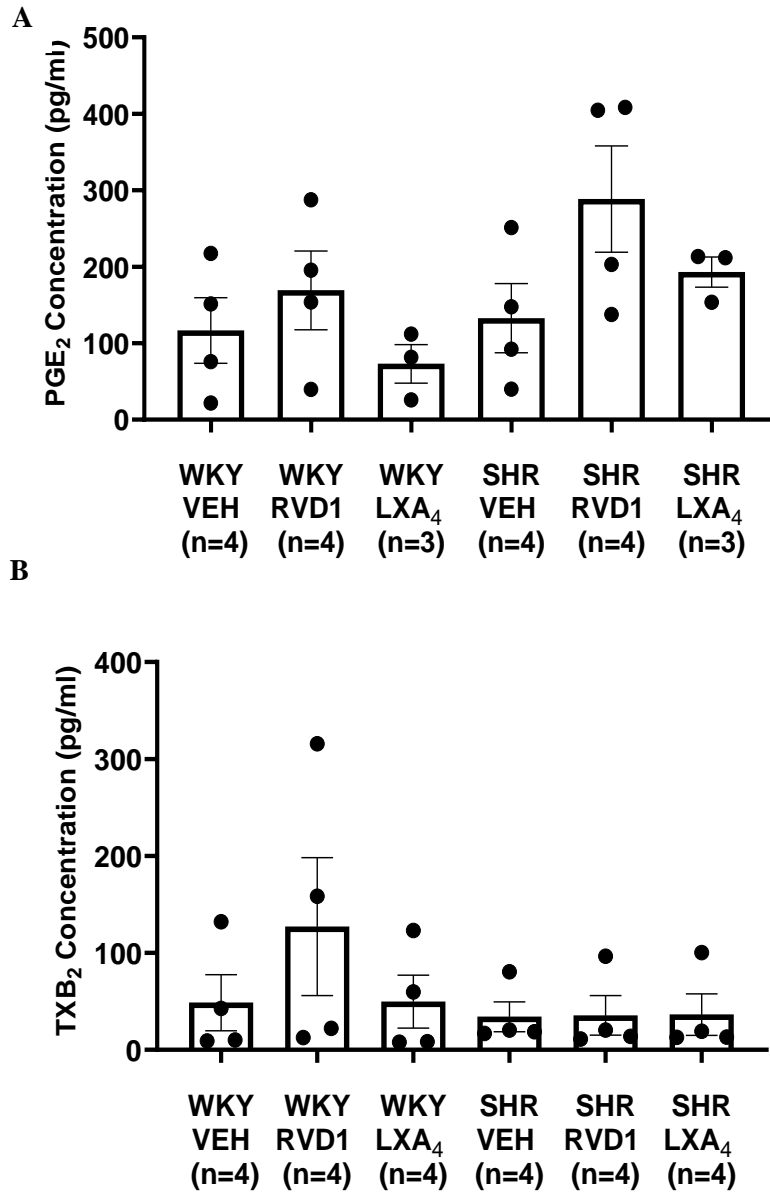 A
PGE₂ Concentration (pg/ml)
500
400
300
200
100
0
WKY WKY WKY SHR SHR SHR
VEH RVD1 LXA₄ VEH RVD1 LXA₄
(n=4) (n=4) (n=3) (n=4) (n=4) (n=3)
B
TXB₂ Concentration (pg/ml)
400
300
200
100
0
WKY WKY WKY SHR SHR SHR
VEH RVD1 LXA₄ VEH RVD1 LXA₄
(n=4) (n=4) (n=4) (n=4) (n=4) (n=4)